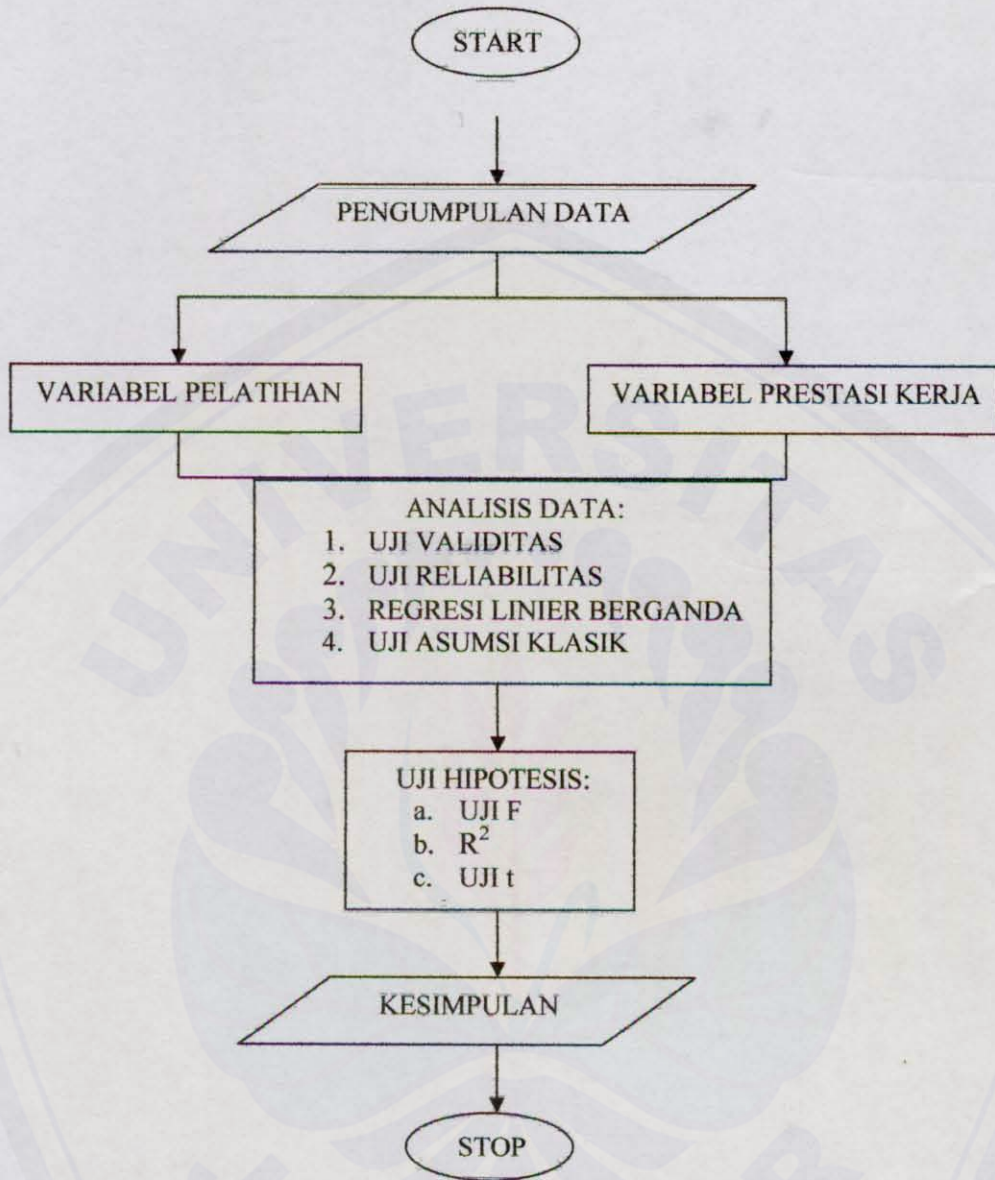 START
PENGUMPULAN DATA
VARIABEL PELATIHAN
VARIABEL PRESTASI KERJA
ANALISIS DATA:
1. UJI VALIDITAS
2. UJI RELIABILITAS
3. REGRESI LINIER BERGANDA
4. UJI ASUMSI KLASIK
UJI HIPOTESIS:
a. UJI F
b. R²
c. UJI t
KESIMPULAN
STOP
UNIVERSITAS